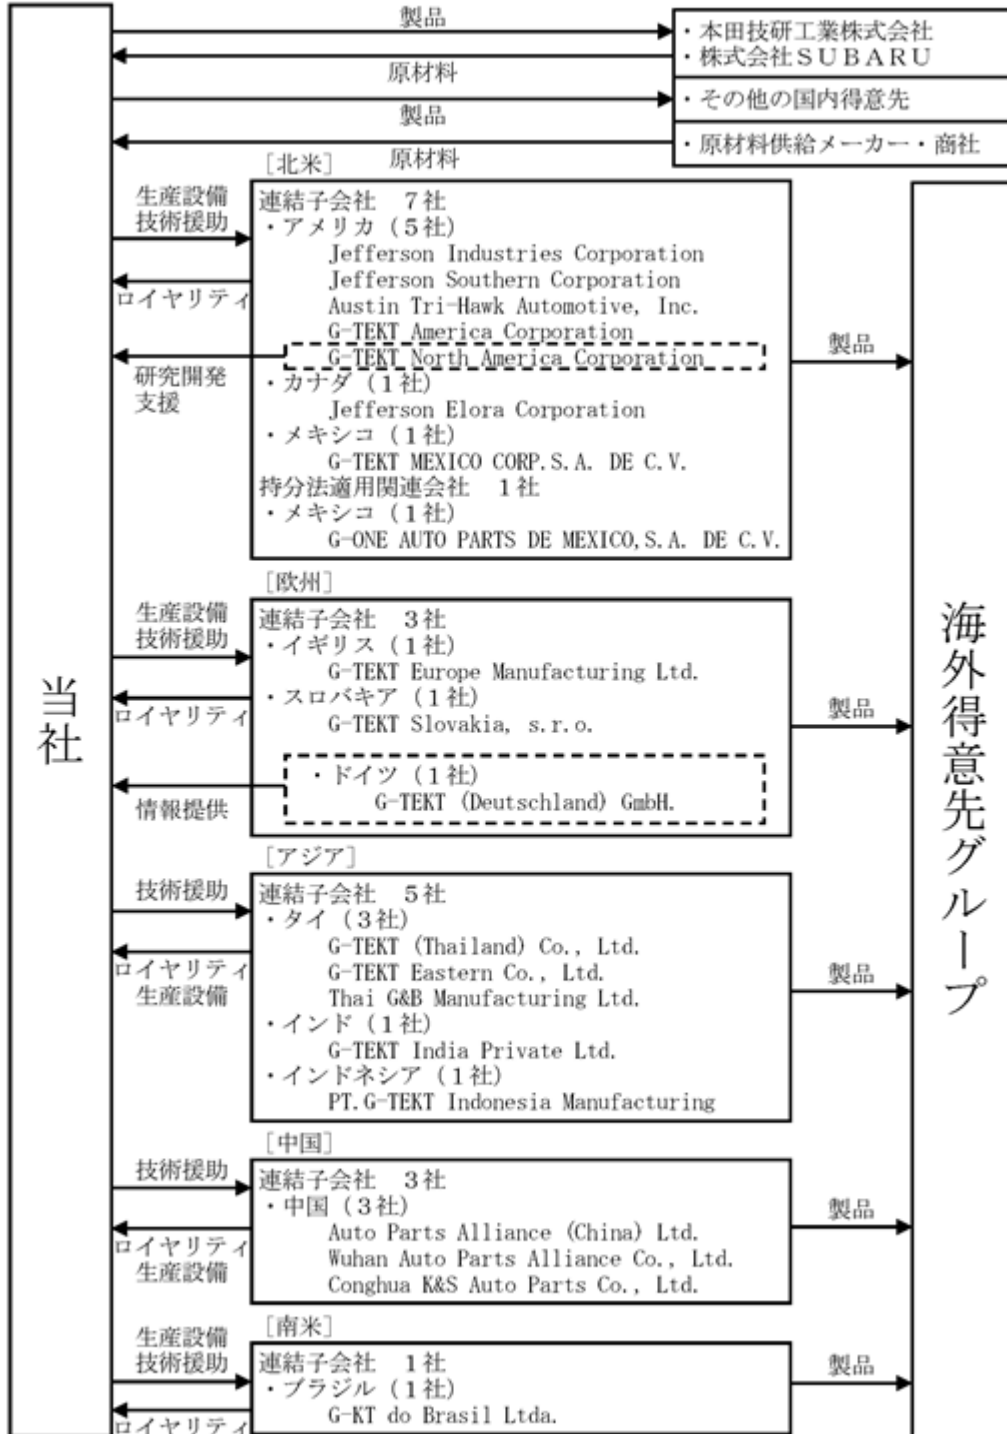 製品
・本田技研工業株式会社
・株式会社ＳＵＢＡＲＵ
原材料
・その他の国内得意先
製品
・原材料供給メーカー・商社
原材料
［北米］
生産設備
技術援助
ロイヤリティ
研究開発
支援
連結子会社　７社
・アメリカ（５社）
Jefferson Industries Corporation
Jefferson Southern Corporation
Austin Tri-Hawk Automotive, Inc.
G-TEKT America Corporation
G-TEKT North America Corporation
・カナダ（１社）
Jefferson Elora Corporation
・メキシコ（１社）
G-TEKT MEXICO CORP.S.A. DE C.V.
持分法適用関連会社　１社
・メキシコ（１社）
G-ONE AUTO PARTS DE MEXICO,S.A. DE C.V.
製品
［欧州］
生産設備
技術援助
ロイヤリティ
情報提供
連結子会社　３社
・イギリス（１社）
G-TEKT Europe Manufacturing Ltd.
・スロバキア（１社）
G-TEKT Slovakia, s.r.o.
・ドイツ（１社）
G-TEKT (Deutschland) GmbH.
製品
当社
海外得意先グループ
［アジア］
技術援助
ロイヤリティ
生産設備
連結子会社　５社
・タイ（３社）
G-TEKT (Thailand) Co., Ltd.
G-TEKT Eastern Co., Ltd.
Thai G&B Manufacturing Ltd.
・インド（１社）
G-TEKT India Private Ltd.
・インドネシア（１社）
PT.G-TEKT Indonesia Manufacturing
製品
［中国］
技術援助
ロイヤリティ
生産設備
連結子会社　３社
・中国（３社）
Auto Parts Alliance (China) Ltd.
Wuhan Auto Parts Alliance Co., Ltd.
Conghua K&S Auto Parts Co., Ltd.
製品
［南米］
生産設備
技術援助
ロイヤリティ
連結子会社　１社
・ブラジル（１社）
G-KT do Brasil Ltda.
製品